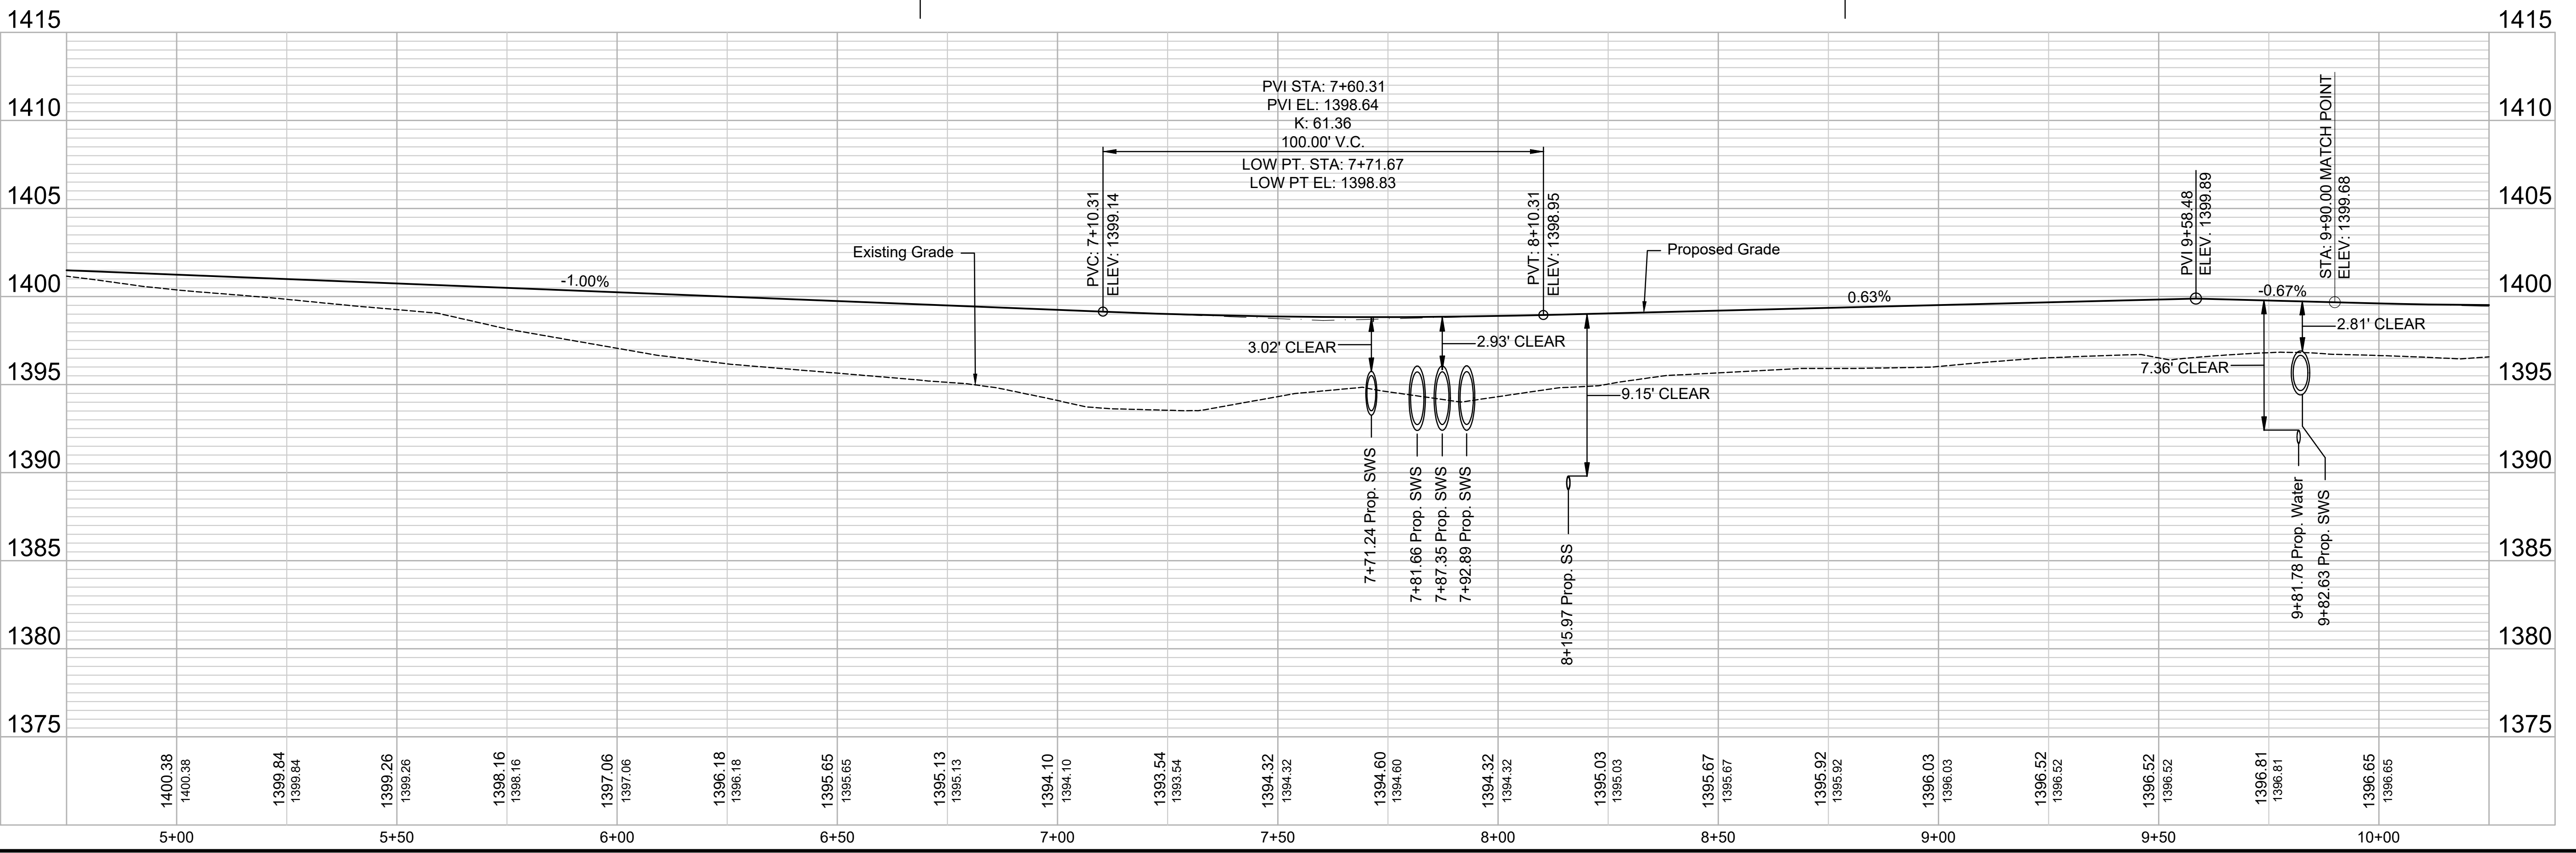 1415
1415
1410
1410
1405
1405
1400
1400
1395
1395
1390
1390
1385
1385
1380
1380
1375
1375
PVI STA: 7+60.31
PVI EL: 1398.64
K: 61.36
100.00' V.C.
LOW PT. STA: 7+71.67
LOW PT EL: 1398.83
PVC: 7+10.31
ELEV: 1399.14
PVT: 8+10.31
ELEV: 1398.95
PVI 9+58.48
ELEV. 1399.89
STA: 9+90.00 MATCH POINT
ELEV: 1399.68
Existing Grade
Proposed Grade
-1.00%
0.63%
-0.67%
3.02' CLEAR
2.93' CLEAR
9.15' CLEAR
7.36' CLEAR
2.81' CLEAR
7+71.24 Prop. SWS
7+81.66 Prop. SWS
7+87.35 Prop. SWS
7+92.89 Prop. SWS
8+15.97 Prop. SS
9+81.78 Prop. Water
9+82.63 Prop. SWS
1400.38
1400.38
1399.84
1399.84
1399.26
1399.26
1398.16
1398.16
1397.06
1397.06
1396.18
1396.18
1395.65
1395.65
1395.13
1395.13
1394.10
1394.10
1393.54
1393.54
1394.32
1394.32
1394.60
1394.60
1394.32
1394.32
1395.03
1395.03
1395.67
1395.67
1395.92
1395.92
1396.03
1396.03
1396.52
1396.52
1396.52
1396.52
1396.81
1396.81
1396.65
1396.65
5+00
5+50
6+00
6+50
7+00
7+50
8+00
8+50
9+00
9+50
10+00